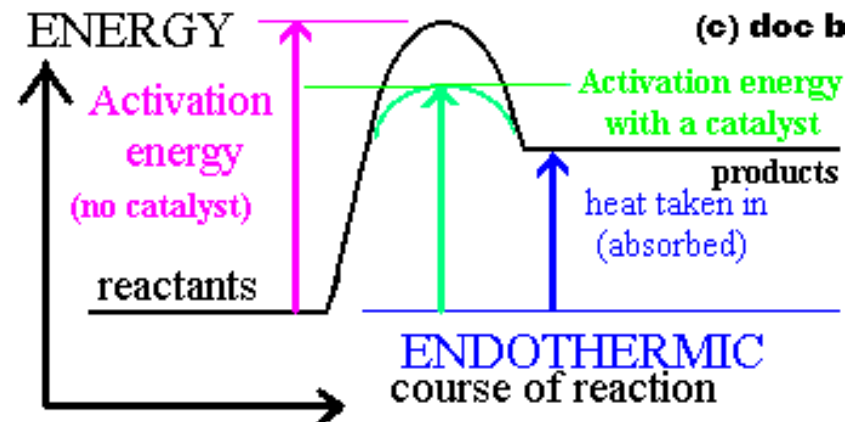 ENERGY
(c) doc b
Activation
energy
(no catalyst)
Activation energy
with a catalyst
products
heat taken in
(absorbed)
reactants
ENDOTHERMIC
course of reaction